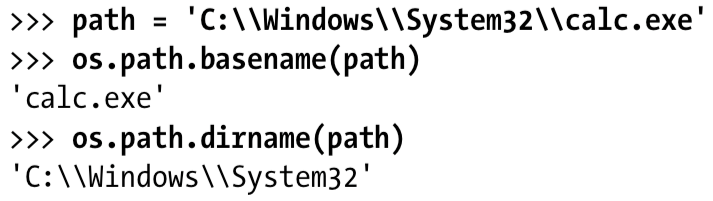 >>> path = 'C:\\Windows\\System32\\calc.exe'
>>> os.path.basename(path)
'calc.exe'
>>> os.path.dirname(path)
'C:\\Windows\\System32'